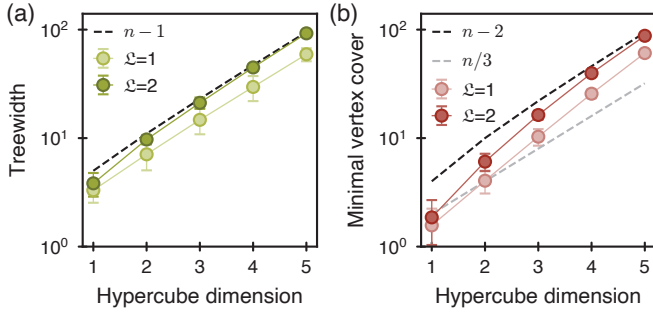 (a)
10²
10¹
10⁰
Treewidth
n − 1
𝔏=1
𝔏=2
1 2 3 4 5
Hypercube dimension
(b)
10²
10¹
10⁰
Minimal vertex cover
n − 2
n/3
𝔏=1
𝔏=2
1 2 3 4 5
Hypercube dimension